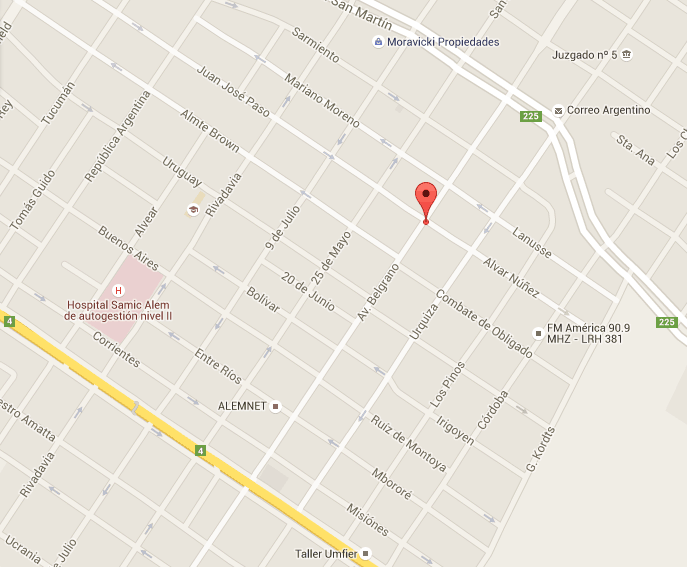 San Martín
San
Sarmiento
Moravicki Propiedades
Juzgado nº 5
Juan José Paso
Mariano Moreno
Tucumán
República Argentina
Almte Brown
225
Correo Argentino
Sta. Ana
Los C
Rey
Uruguay
Tomás Guido
Rivadavia
Alvear
9 de Julio
25 de Mayo
Buenos Aires
Lanusse
Alvar Núñez
H
Hospital Samic Alem
de autogestión nivel II
20 de Junio
Bolivar
Av. Belgrano
Urquiza
Combate de Obligado
4
FM América 90.9
MHZ - LRH 381
225
Corrientes
Entre Rios
Los Pinos
Córdoba
ALEMNET
estro Amatta
Irigoyen
Ruiz de Montoya
G. Kordts
4
Rivadavia
Mbororé
Misiónes
Ucrania
de Julio
Taller Umfier